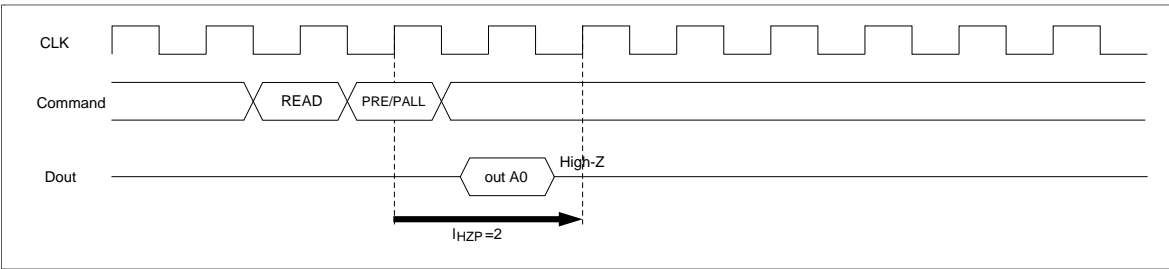 CLK
Command READ PRE/PALL
High-Z
Dout out A0
lHZP=2